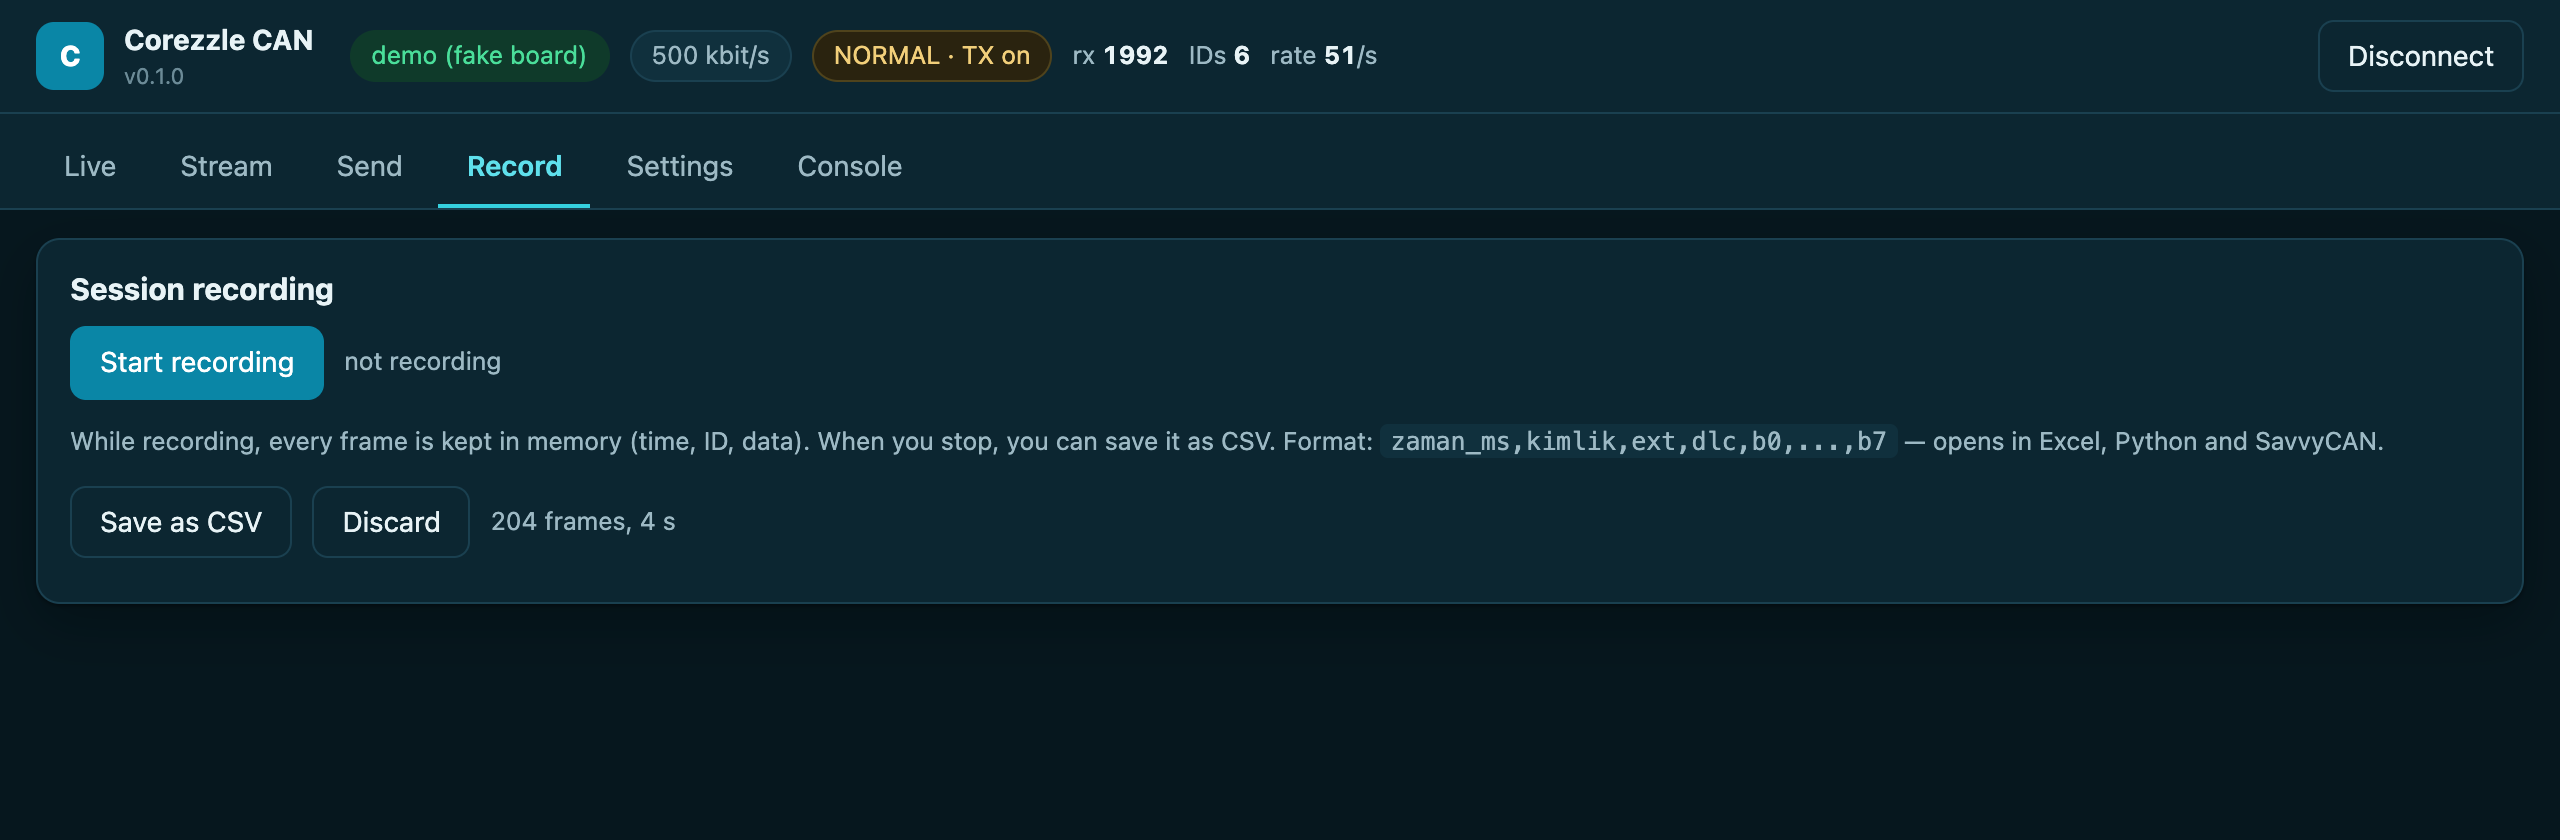 c
Corezzle CAN
v0.1.0
demo (fake board)
500 kbit/s
NORMAL · TX on
rx 1992 IDs 6 rate 51/s
Disconnect
Live Stream Send Record Settings Console
Session recording
Start recording not recording
While recording, every frame is kept in memory (time, ID, data). When you stop, you can save it as CSV. Format: zaman_ms,kimlik,ext,dlc,b0,...,b7 — opens in Excel, Python and SavvyCAN.
Save as CSV Discard 204 frames, 4 s